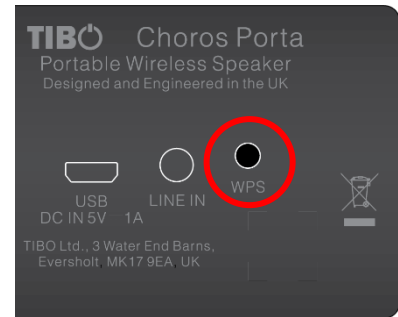 TIBO Choros Porta
Portable Wireless Speaker
Designed and Engineered in the UK
WPS
USB LINE IN
DC IN 5V 1A
TIBO Ltd., 3 Water End Barns,
Eversholt, MK17 9EA, UK